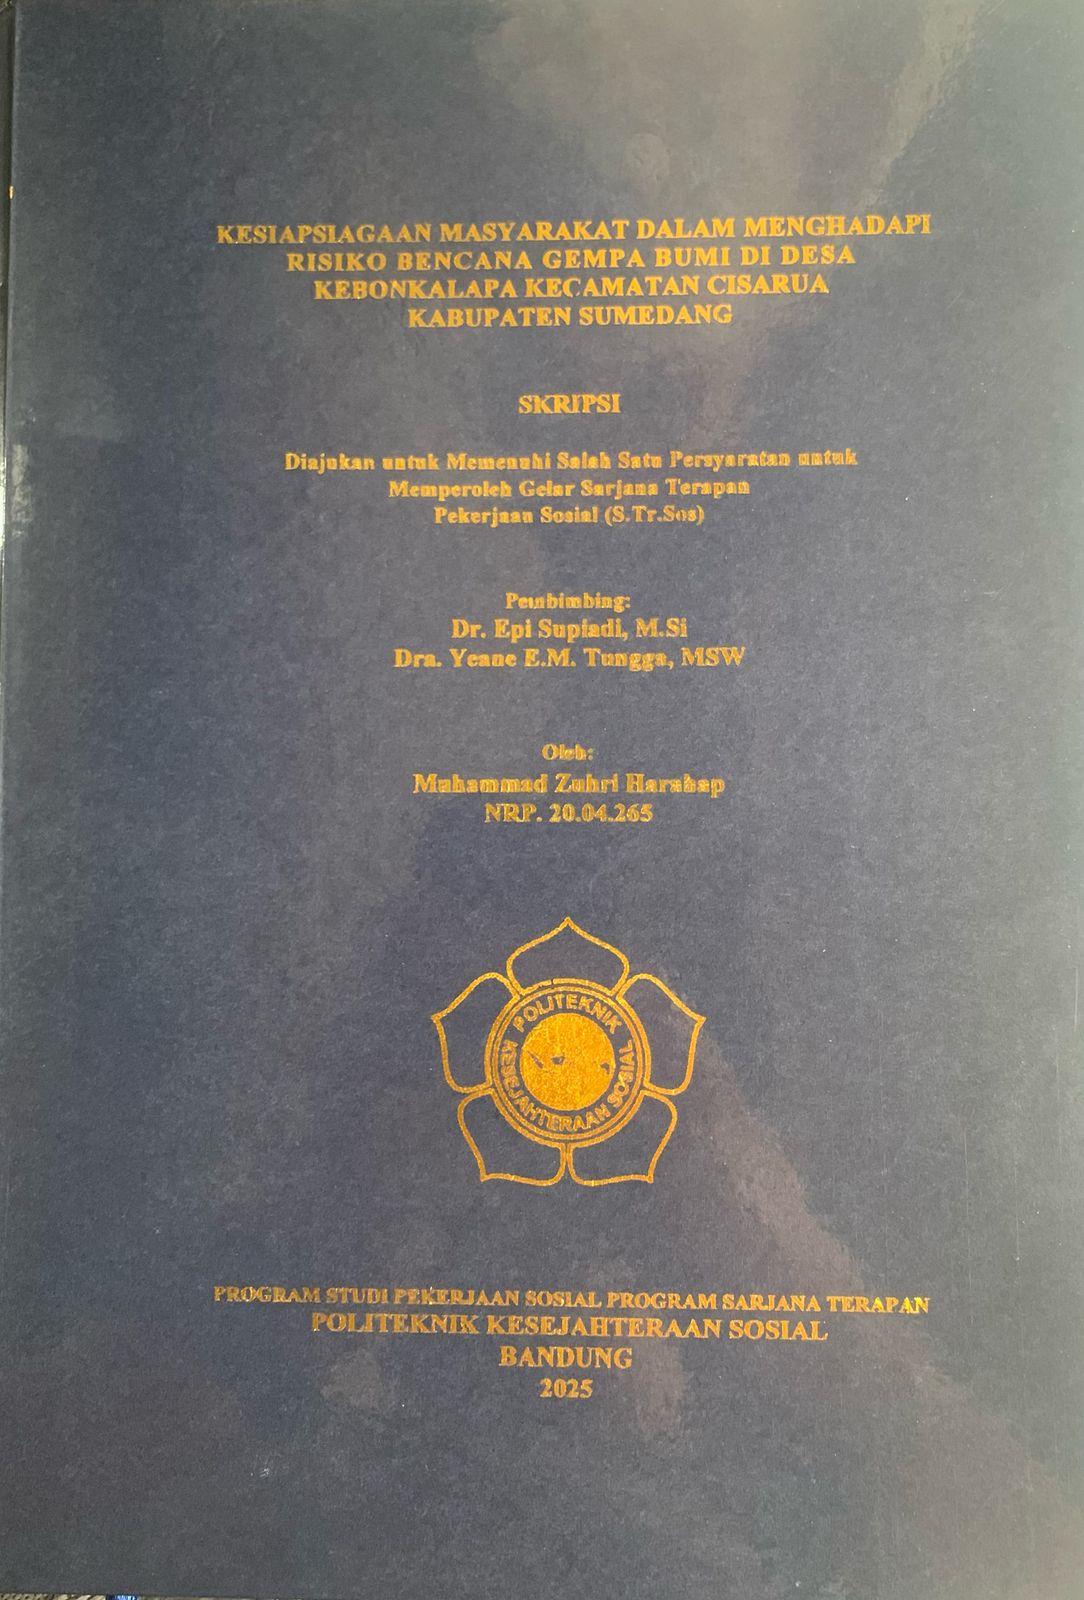 KESIAPSIAGAAN MASYARAKAT DALAM MENGHADAPI
RISIKO BENCANA GEMPA BUMI DI DESA
KEBONKALAPA KECAMATAN CISARUA
KABUPATEN SUMEDANG
SKRIPSI
Diajukan untuk Memenuhi Salah Satu Persyaratan untuk
Memperoleh Gelar Sarjana Terapan
Pekerjaan Sosial (S.Tr.Sos)
Pembimbing:
Dr. Epi Supiadi, M.Si
Dra. Yeane E.M. Tungga, MSW
Oleh:
Muhammad Zuhri Harahap
NRP. 20.04.265
POLITEKNIK
KESEJAHTERAAN SOSIAL
PROGRAM STUDI PEKERJAAN SOSIAL PROGRAM SARJANA TERAPAN
POLITEKNIK KESEJAHTERAAN SOSIAL
BANDUNG
2025